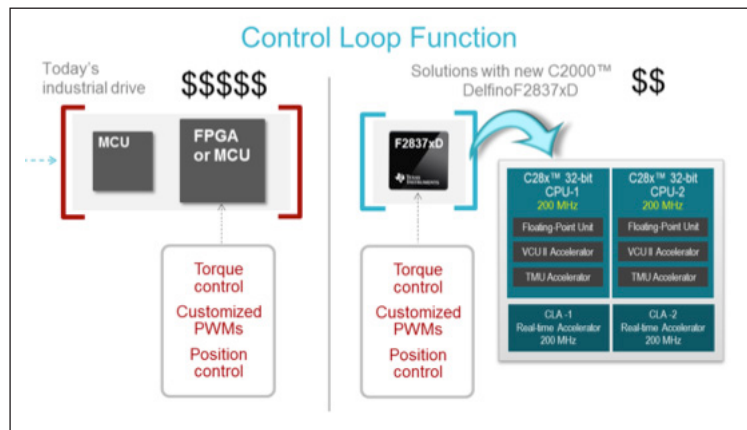 Control Loop Function
Today's
industrial drive
$$$$$
MCU
FPGA
or MCU
Torque
control
Customized
PWMs
Position
control
Solutions with new C2000™
DelfinoF2837xD
$$
F2837xD
TEXAS
INSTRUMENTS
Torque
control
Customized
PWMs
Position
control
C28x™ 32-bit
CPU-1
200 MHz
Floating-Point Unit
VCU II Accelerator
TMU Accelerator
C28x™ 32-bit
CPU-2
200 MHz
Floating-Point Unit
VCU II Accelerator
TMU Accelerator
CLA -1
Real-time Accelerator
200 MHz
CLA -2
Real-time Accelerator
200 MHz